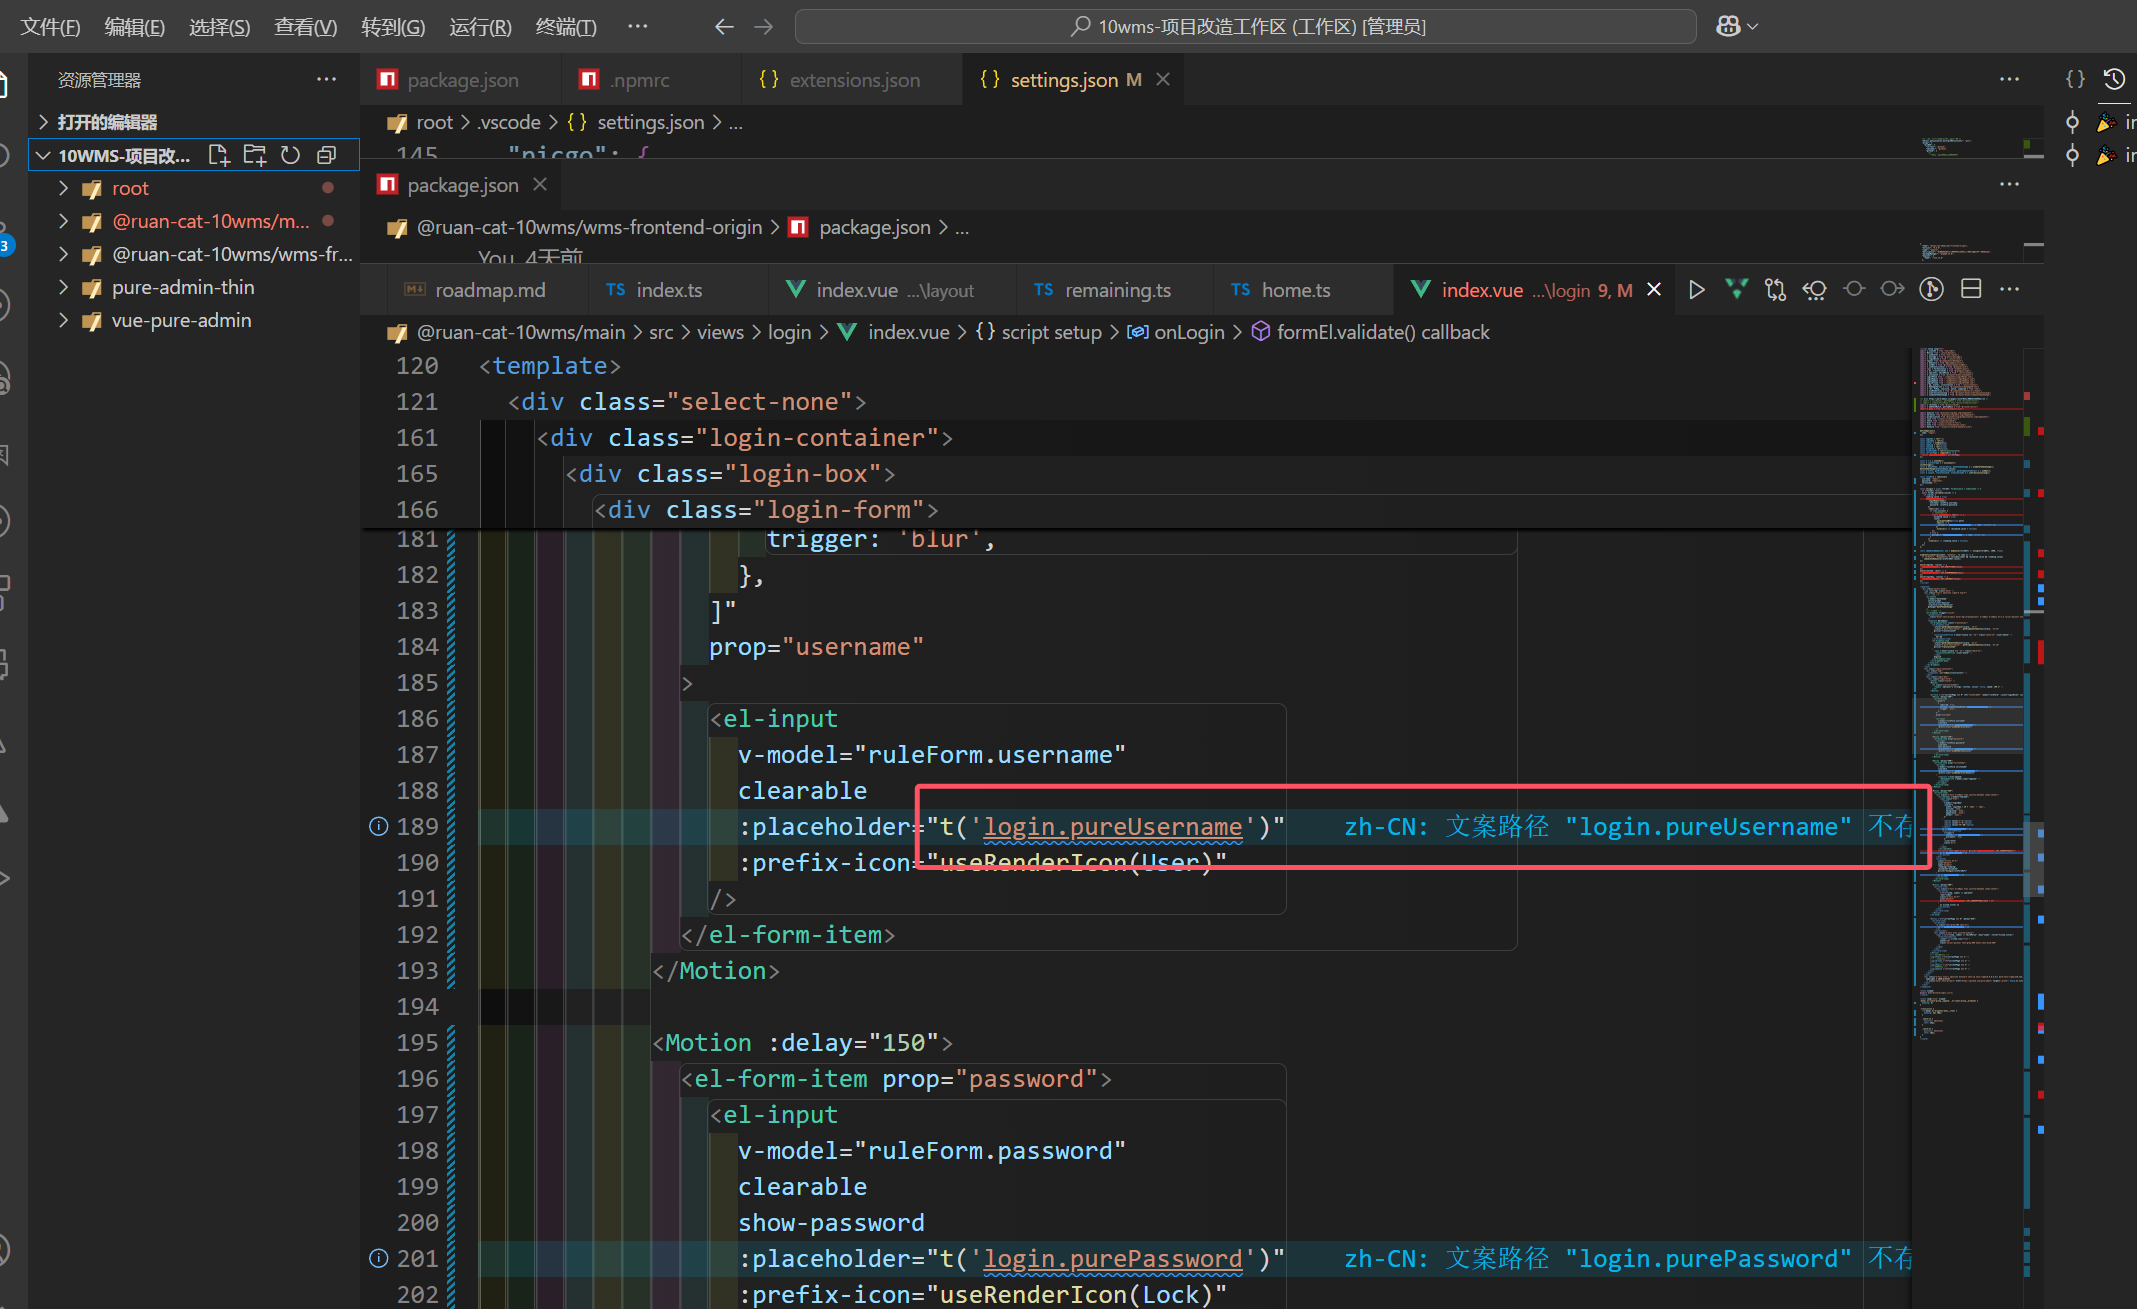 文件(F) 编辑(E) 选择(S) 查看(V) 转到(G) 运行(R) 终端(T) ··· 10wms-项目改造工作区 (工作区) [管理员]
资源管理器
打开的编辑器
10WMS-项目改...
root
@ruan-cat-10wms/m...
@ruan-cat-10wms/wms-fr...
pure-admin-thin
vue-pure-admin
3
package.json .npmrc {} extensions.json {} settings.json M
root > .vscode > {} settings.json > ...
145 "picgo": {
package.json
@ruan-cat-10wms/wms-frontend-origin > package.json > ...
You, 4天前
roadmap.md TS index.ts index.vue ...\layout TS remaining.ts TS home.ts index.vue ...\login 9, M
@ruan-cat-10wms/main > src > views > login > index.vue > {} script setup > onLogin > formEl.validate() callback
120 <template>
121 <div class="select-none">
161 <div class="login-container">
165 <div class="login-box">
166 <div class="login-form">
181 trigger: 'blur',
182 },
183 ]"
184 prop="username"
185 >
186 <el-input
187 v-model="ruleForm.username"
188 clearable
189 :placeholder="t('login.pureUsername')" zh-CN: 文案路径 "login.pureUsername" 不存
190 :prefix-icon="useRenderIcon(User)"
191 />
192 </el-form-item>
193 </Motion>
194
195 <Motion :delay="150">
196 <el-form-item prop="password">
197 <el-input
198 v-model="ruleForm.password"
199 clearable
200 show-password
201 :placeholder="t('login.purePassword')" zh-CN: 文案路径 "login.purePassword" 不存
202 :prefix-icon="useRenderIcon(Lock)"